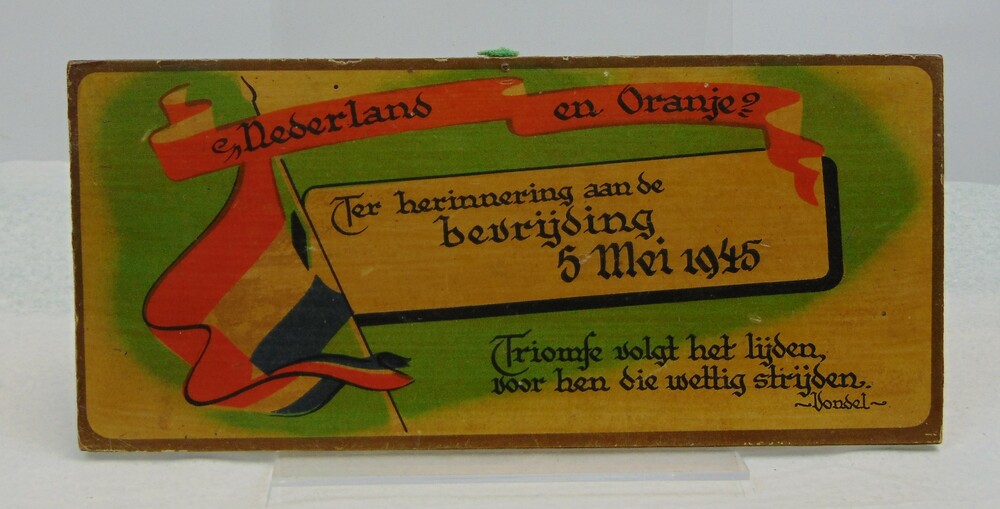 Nederland en Oranje
Ter herinnering aan de
bevrijding
5 Mei 1945
Triomfe volgt het lijden,
voor hen die wettig strijden.
~Vondel~